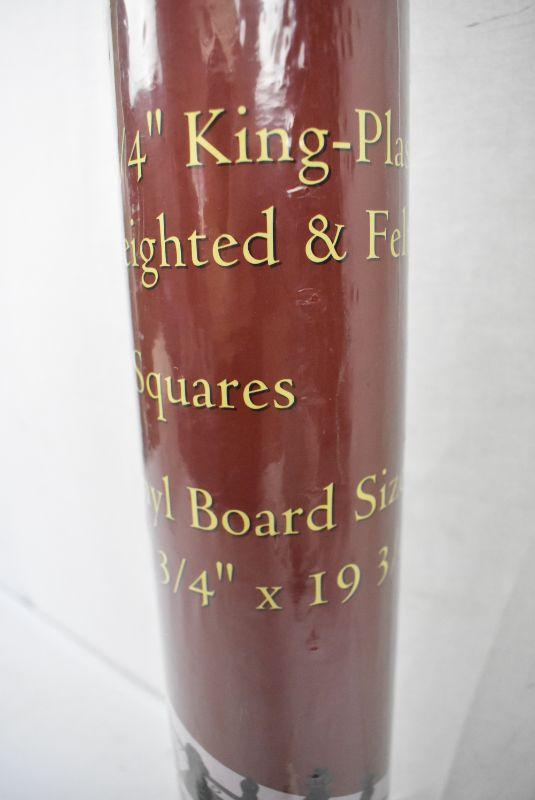 /4" King-Plas
eighted & Fel
Squares
yl Board Siz
3/4" x 19 3/